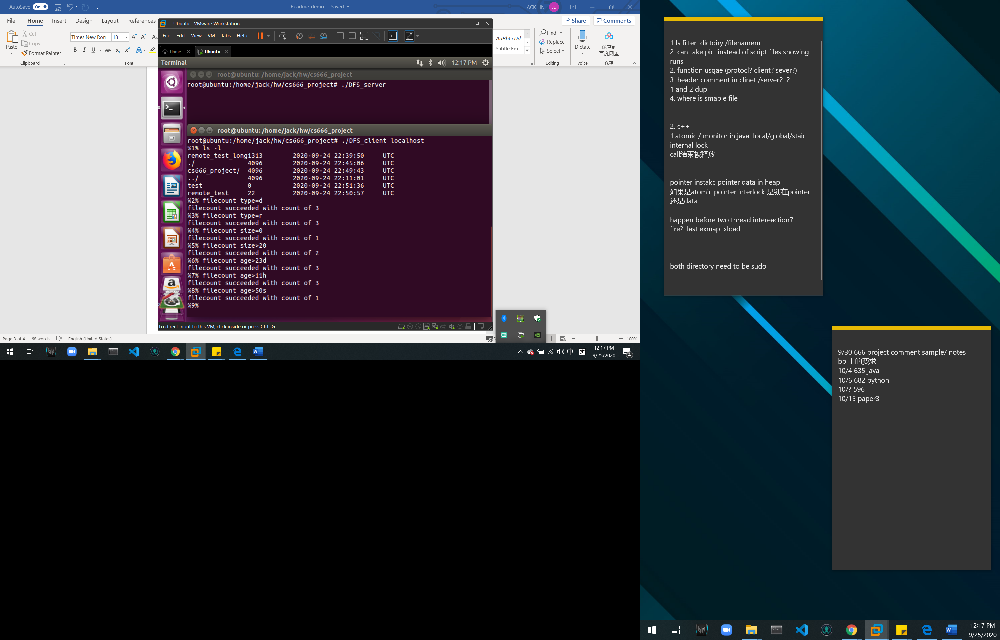 AutoSave On
Readme_demo - Saved
JACK LIN JL
File Home Insert Design Layout References
Share Comments
Paste
Cut
Copy
Format Painter
Clipboard
Times New Ror 18
B I U ab x₂ x² A
Font
AaBbCcDd
Subtle Em...
Find
Replace
Select
Editing
Dictate
Voice
保存到
百度网盘
保存
Ubuntu - VMware Workstation
File Edit View VM Tabs Help
Home Ubuntu
Terminal 12:17 PM
root@ubuntu: /home/jack/hw/cs666_project
root@ubuntu:/home/jack/hw/cs666_project# ./DFS_server
root@ubuntu: /home/jack/hw/cs666_project
root@ubuntu:/home/jack/hw/cs666_project# ./DFS_client localhost
%1% ls -l
remote_test_long1313 2020-09-24 22:39:50 UTC
./ 4096 2020-09-24 22:45:06 UTC
cs666_project/ 4096 2020-09-24 22:49:43 UTC
../ 4096 2020-09-24 22:11:01 UTC
test 0 2020-09-24 22:51:36 UTC
remote_test 22 2020-09-24 22:50:57 UTC
%2% filecount type=d
filecount succeeded with count of 3
%3% filecount type=r
filecount succeeded with count of 3
%4% filecount size=0
filecount succeeded with count of 1
%5% filecount size>20
filecount succeeded with count of 2
%6% filecount age>23d
filecount succeeded with count of 3
%7% filecount age>11h
filecount succeeded with count of 3
%8% filecount age>50s
filecount succeeded with count of 1
%9%
To direct input to this VM, click inside or press Ctrl+G.
Page 3 of 4 68 words English (United States)
100%
中 拼
12:17 PM
9/25/2020
4
1 ls filter dictoiry /filenamem
2. can take pic instead of script files showing
runs
2. function usgae (protocl? client? sever?)
3. header comment in clinet /server? ?
1 and 2 dup
4. where is smaple file
2. c++
1.atomic / monitor in java local/global/staic
internal lock
call结束被释放
pointer instakc pointer data in heap
如果是atomic pointer interlock 是锁在pointer
还是data
happen before two thread intereaction?
fire? last exmapl xload
both directory need to be sudo
9/30 666 project comment sample/ notes
bb 上的要求
10/4 635 java
10/6 682 python
10/? 596
10/15 paper3
12:17 PM
9/25/2020